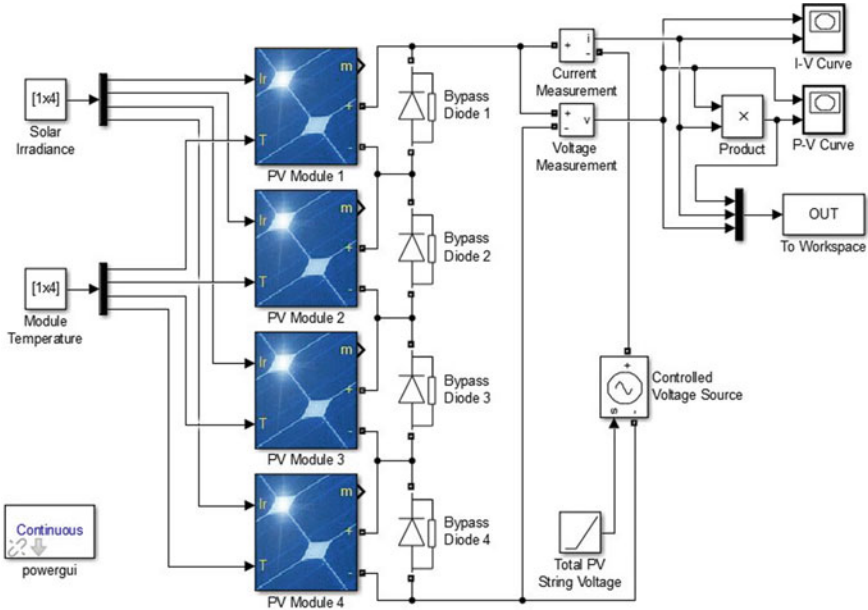 [1x4]
Solar
Irradiance
[1x4]
Module
Temperature
Continuous
powergui
Ir
T
m
+
-
PV Module 1
Ir
T
m
+
-
PV Module 2
Ir
T
m
+
-
PV Module 3
Ir
T
m
+
-
PV Module 4
Bypass
Diode 1
Bypass
Diode 2
Bypass
Diode 3
Bypass
Diode 4
+
i
-
Current
Measurement
+
v
-
Voltage
Measurement
×
Product
I-V Curve
P-V Curve
OUT
To Workspace
+
s
-
Controlled
Voltage Source
Total PV
String Voltage